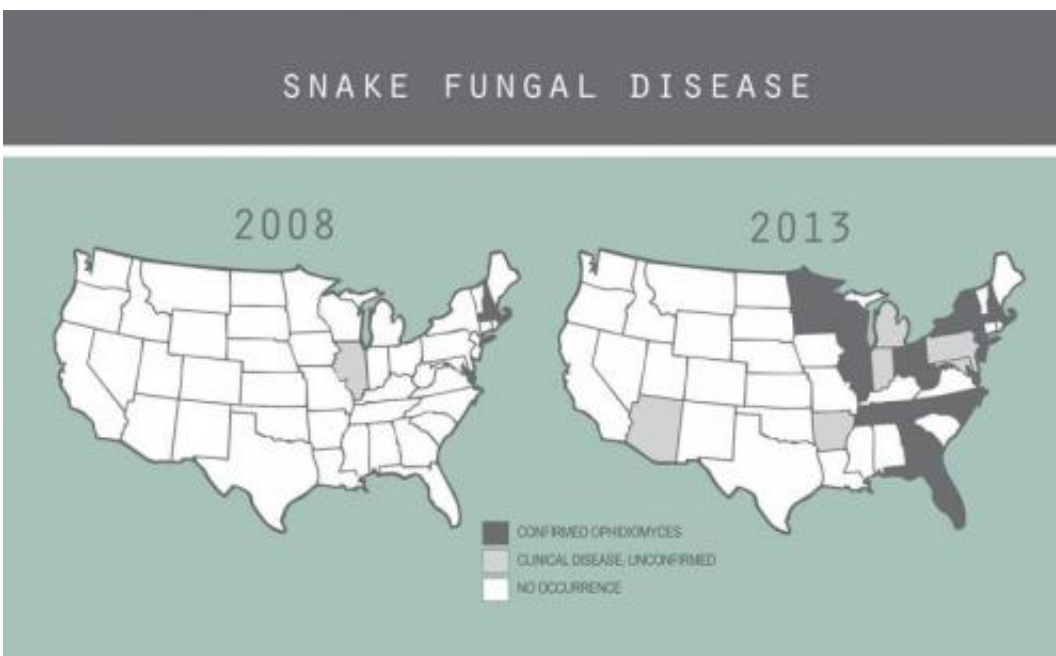 SNAKE FUNGAL DISEASE
2008
2013
CONFIRMED OPHIDIOMYCES
CLINICAL DISEASE, UNCONFIRMED
NO OCCURRENCE